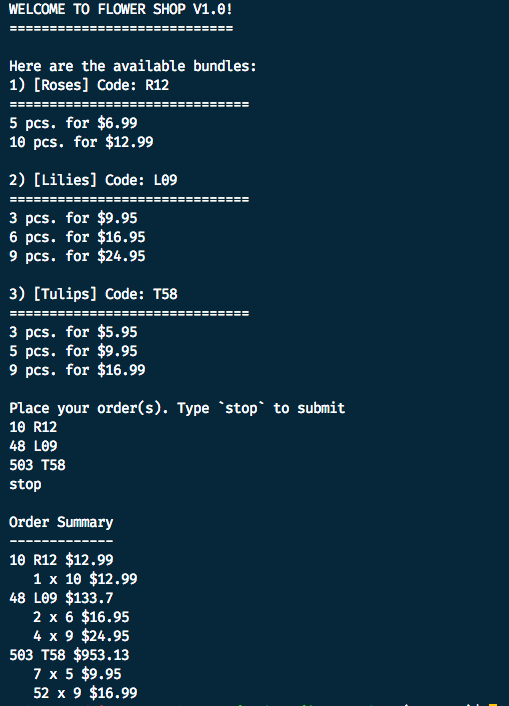 WELCOME TO FLOWER SHOP V1.0!
============================
Here are the available bundles:
1) [Roses] Code: R12
==============================
5 pcs. for $6.99
10 pcs. for $12.99
2) [Lilies] Code: L09
==============================
3 pcs. for $9.95
6 pcs. for $16.95
9 pcs. for $24.95
3) [Tulips] Code: T58
==============================
3 pcs. for $5.95
5 pcs. for $9.95
9 pcs. for $16.99
Place your order(s). Type `stop` to submit
10 R12
48 L09
503 T58
stop
Order Summary
-------------
10 R12 $12.99
1 x 10 $12.99
48 L09 $133.7
2 x 6 $16.95
4 x 9 $24.95
503 T58 $953.13
7 x 5 $9.95
52 x 9 $16.99